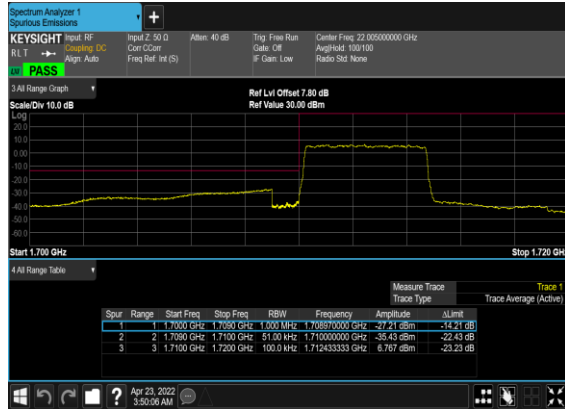 Spectrum Analyzer 1
Spurious Emissions
KEYSIGHT
RLT
Input: RF
Coupling: DC
Align: Auto
Input Z: 50 Ω
Corr CCorr
Freq Ref: Int (S)
Atten: 40 dB
Trig: Free Run
Gate: Off
IF Gain: Low
Center Freq: 22.005000000 GHz
Avg|Hold: 100/100
Radio Std: None
LV PASS
3 All Range Graph
Scale/Div 10.0 dB
Ref Lvl Offset 7.80 dB
Ref Value 30.00 dBm
Log
20.0
10.0
0.00
-10.0
-20.0
-30.0
-40.0
-50.0
-60.0
Start 1.700 GHz
Stop 1.720 GHz
4 All Range Table
Measure Trace Trace 1
Trace Type Trace Average (Active)
Spur Range Start Freq Stop Freq RBW Frequency Amplitude ΔLimit
1 1 1.7000 GHz 1.7090 GHz 1.000 MHz 1.708970000 GHz -27.21 dBm -14.21 dB
2 2 1.7090 GHz 1.7100 GHz 51.00 kHz 1.710000000 GHz -35.43 dBm -22.43 dB
3 3 1.7100 GHz 1.7200 GHz 100.0 kHz 1.712433333 GHz 6.767 dBm -23.23 dB
?
Apr 23, 2022
3:50:06 AM